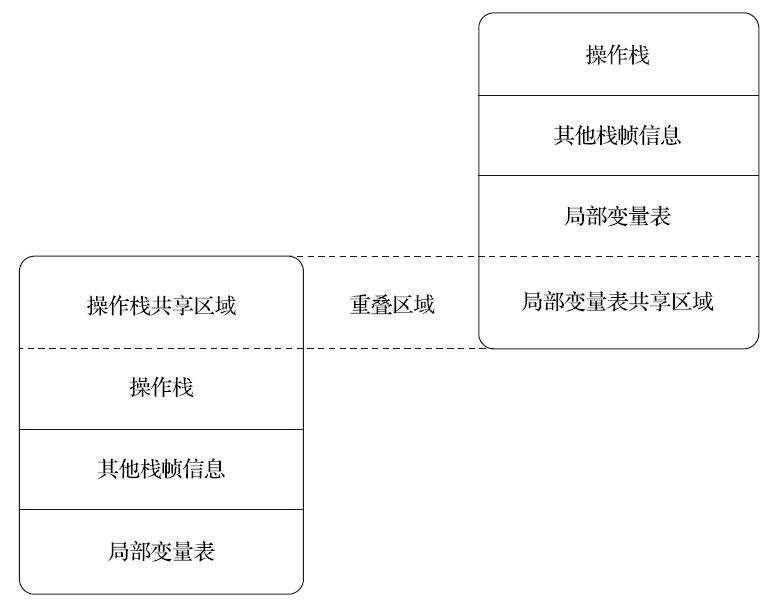 操作栈
其他栈帧信息
局部变量表
操作栈共享区域
重叠区域
局部变量表共享区域
操作栈
其他栈帧信息
局部变量表